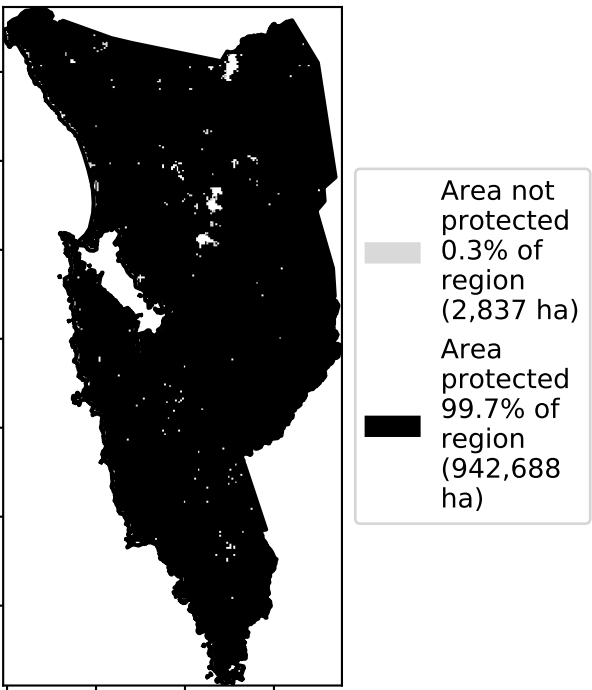 Area not
protected
0.3% of
region
(2,837 ha)
Area
protected
99.7% of
region
(942,688
ha)